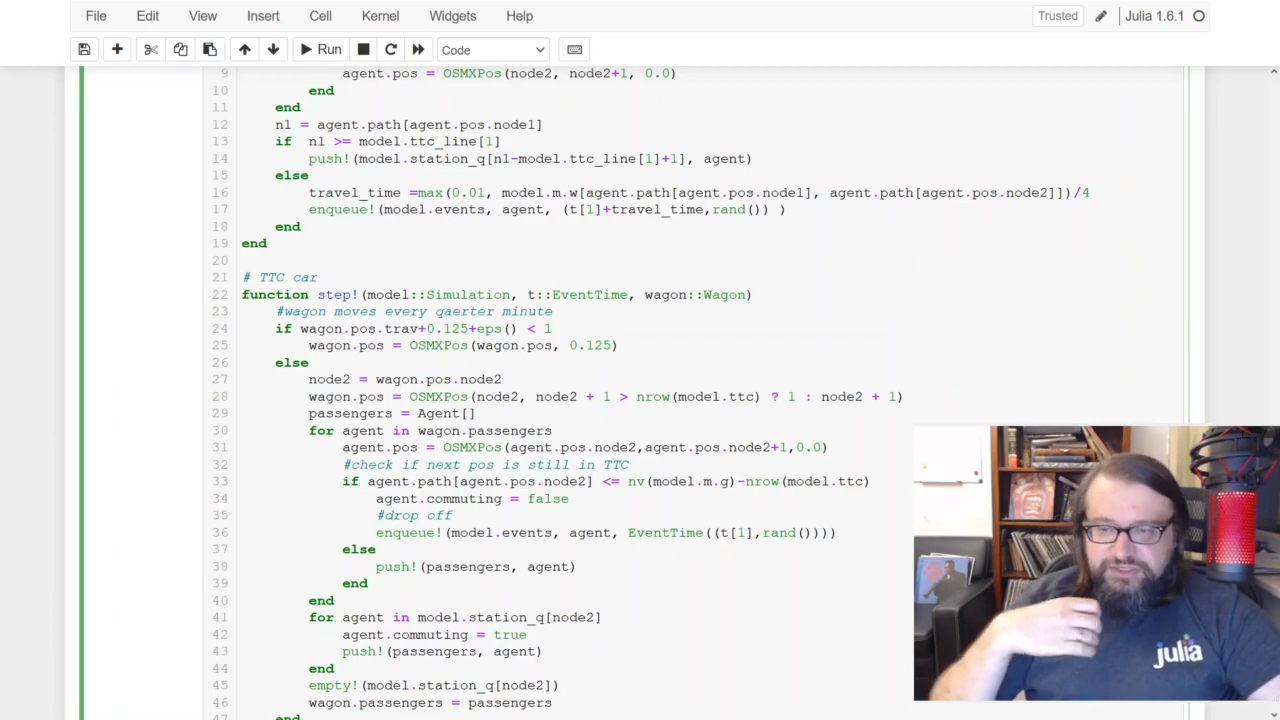 File Edit View Insert Cell Kernel Widgets Help Trusted Julia 1.6.1
Run Code
9 agent.pos = OSMXPos(node2, node2+1, 0.0)
10 end
11 end
12 n1 = agent.path[agent.pos.node1]
13 if n1 >= model.ttc_line[1]
14 push!(model.station_q[n1-model.ttc_line[1]+1], agent)
15 else
16 travel_time =max(0.01, model.m.w[agent.path[agent.pos.node1], agent.path[agent.pos.node2]])/4
17 enqueue!(model.events, agent, (t[1]+travel_time,rand()) )
18 end
19 end
20
21 # TTC car
22 function step!(model::Simulation, t::EventTime, wagon::Wagon)
23 #wagon moves every qaerter minute
24 if wagon.pos.trav+0.125+eps() < 1
25 wagon.pos = OSMXPos(wagon.pos, 0.125)
26 else
27 node2 = wagon.pos.node2
28 wagon.pos = OSMXPos(node2, node2 + 1 > nrow(model.ttc) ? 1 : node2 + 1)
29 passengers = Agent[]
30 for agent in wagon.passengers
31 agent.pos = OSMXPos(agent.pos.node2,agent.pos.node2+1,0.0)
32 #check if next pos is still in TTC
33 if agent.path[agent.pos.node2] <= nv(model.m.g)-nrow(model.ttc)
34 agent.commuting = false
35 #drop off
36 enqueue!(model.events, agent, EventTime((t[1],rand())))
37 else
38 push!(passengers, agent)
39 end
40 end
41 for agent in model.station_q[node2]
42 agent.commuting = true
43 push!(passengers, agent)
44 end
45 empty!(model.station_q[node2])
46 wagon.passengers = passengers
47 end
julia